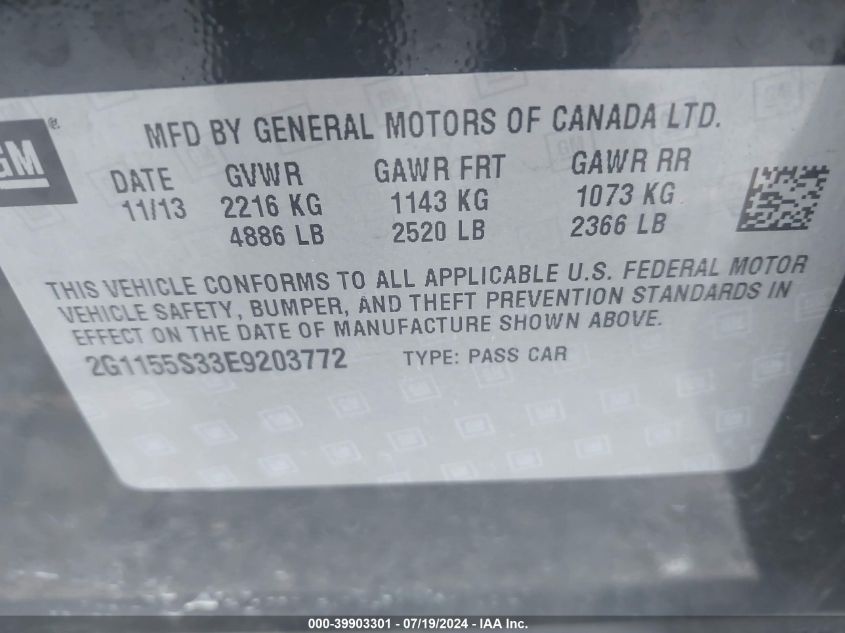 GM
®
MFD BY GENERAL MOTORS OF CANADA LTD.
DATE GVWR GAWR FRT GAWR RR
11/13 2216 KG 1143 KG 1073 KG
4886 LB 2520 LB 2366 LB
THIS VEHICLE CONFORMS TO ALL APPLICABLE U.S. FEDERAL MOTOR
VEHICLE SAFETY, BUMPER, AND THEFT PREVENTION STANDARDS IN
EFFECT ON THE DATE OF MANUFACTURE SHOWN ABOVE.
2G1155S33E9203772 TYPE: PASS CAR
000-39903301 - 07/19/2024 - IAA Inc.